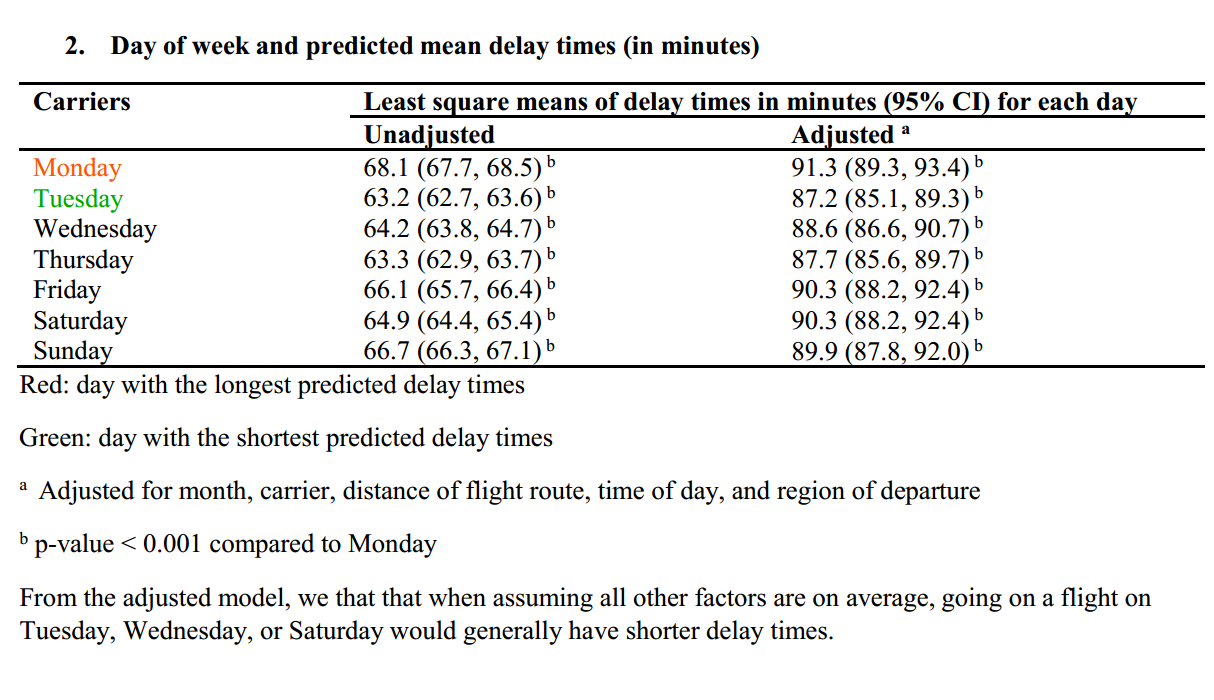 2. Day of week and predicted mean delay times (in minutes)
Carriers Least square means of delay times in minutes (95% CI) for each day
Unadjusted Adjusted ᵃ
Monday 68.1 (67.7, 68.5) ᵇ 91.3 (89.3, 93.4) ᵇ
Tuesday 63.2 (62.7, 63.6) ᵇ 87.2 (85.1, 89.3) ᵇ
Wednesday 64.2 (63.8, 64.7) ᵇ 88.6 (86.6, 90.7) ᵇ
Thursday 63.3 (62.9, 63.7) ᵇ 87.7 (85.6, 89.7) ᵇ
Friday 66.1 (65.7, 66.4) ᵇ 90.3 (88.2, 92.4) ᵇ
Saturday 64.9 (64.4, 65.4) ᵇ 90.3 (88.2, 92.4) ᵇ
Sunday 66.7 (66.3, 67.1) ᵇ 89.9 (87.8, 92.0) ᵇ
Red: day with the longest predicted delay times
Green: day with the shortest predicted delay times
ᵃ Adjusted for month, carrier, distance of flight route, time of day, and region of departure
ᵇ p-value < 0.001 compared to Monday
From the adjusted model, we that that when assuming all other factors are on average, going on a flight on
Tuesday, Wednesday, or Saturday would generally have shorter delay times.